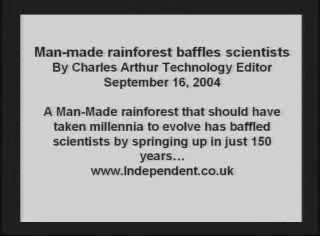 Man-made rainforest baffles scientists
By Charles Arthur Technology Editor
September 16, 2004
A Man-Made rainforest that should have
taken millennia to evolve has baffled
scientists by springing up in just 150
years...
www.Independent.co.uk